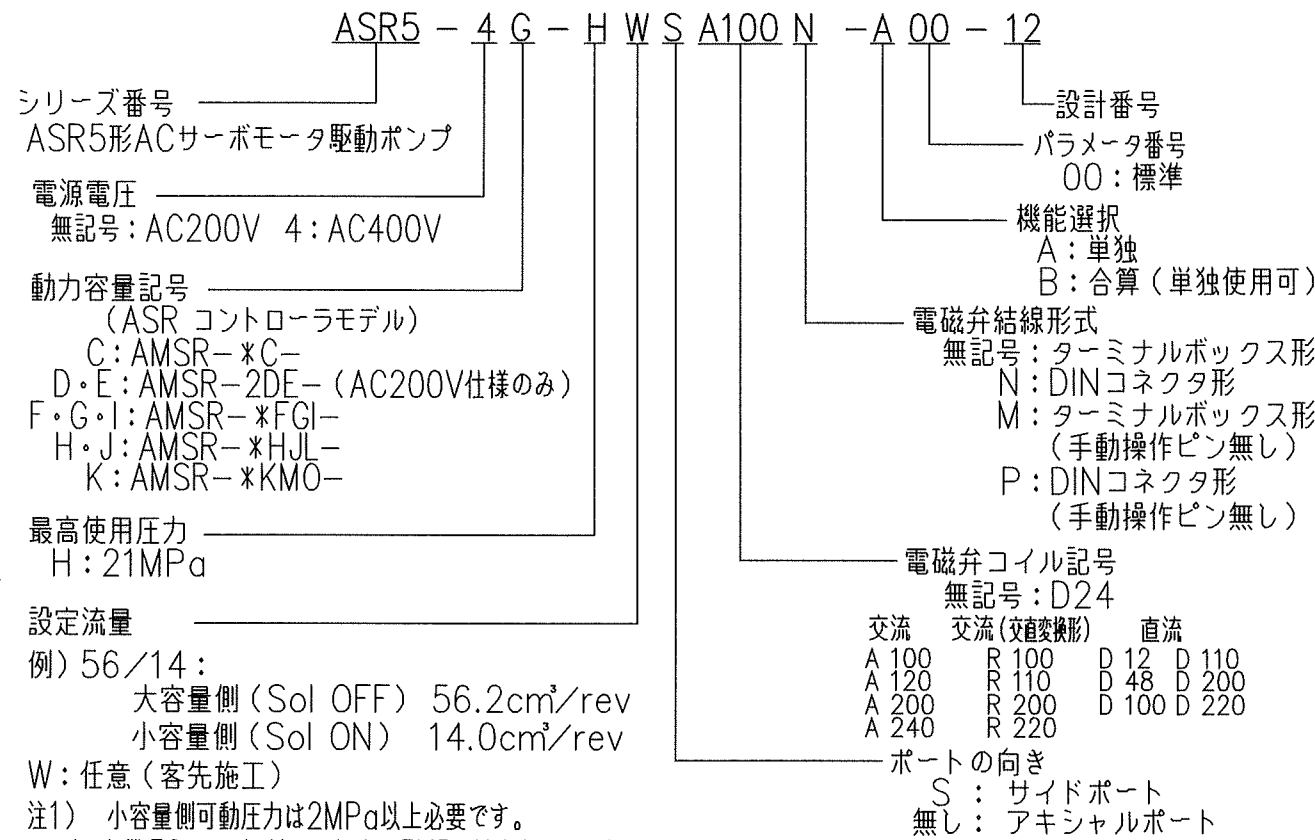 ASR5 - 4 G - H W S A100 N - A 00 - 12
シリーズ番号
ASR5形ACサーボモータ駆動ポンプ
電源電圧
無記号：AC200V 4：AC400V
動力容量記号
（ASR コントローラモデル）
C：AMSR-*C-
D・E：AMSR-2DE-（AC200V仕様のみ）
F・G・I：AMSR-*FGI-
H・J：AMSR-*HJL-
K：AMSR-*KMO-
最高使用圧力
H：21MPa
設定流量
例）56/14：
大容量側（Sol OFF） 56.2cm³/rev
小容量側（Sol ON） 14.0cm³/rev
W：任意（客先施工）
注1） 小容量側可動圧力は2MPa以上必要です。
設計番号
パラメータ番号
00：標準
機能選択
A：単独
B：合算（単独使用可）
電磁弁結線形式
無記号：ターミナルボックス形
N：DINコネクタ形
M：ターミナルボックス形
（手動操作ピン無し）
P：DINコネクタ形
（手動操作ピン無し）
電磁弁コイル記号
無記号：D24
交流 交流（交直変換形） 直流
A 100 R 100 D 12 D 110
A 120 R 110 D 48 D 200
A 200 R 200 D 100 D 220
A 240 R 220
ポートの向き
S ： サイドポート
無し： アキシャルポート